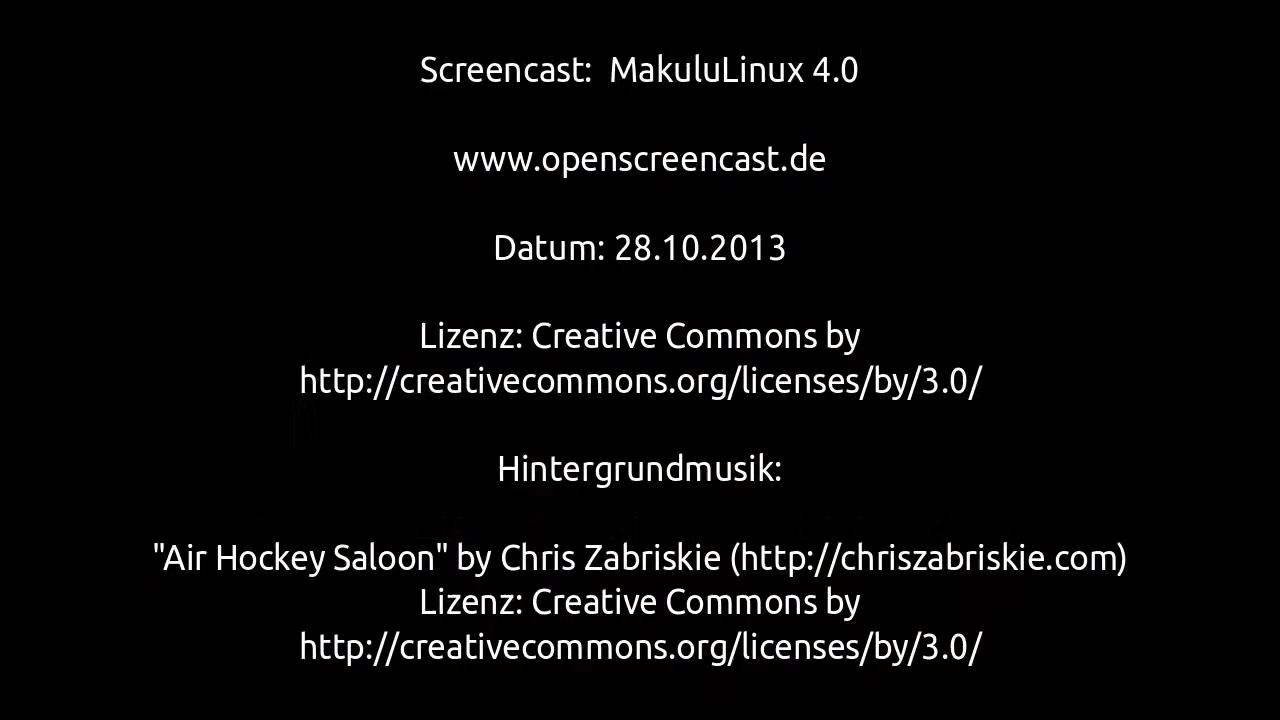 Screencast:  MakuluLinux 4.0
www.openscreencast.de
Datum: 28.10.2013
Lizenz: Creative Commons by
http://creativecommons.org/licenses/by/3.0/
Hintergrundmusik:
"Air Hockey Saloon" by Chris Zabriskie (http://chriszabriskie.com)
Lizenz: Creative Commons by
http://creativecommons.org/licenses/by/3.0/